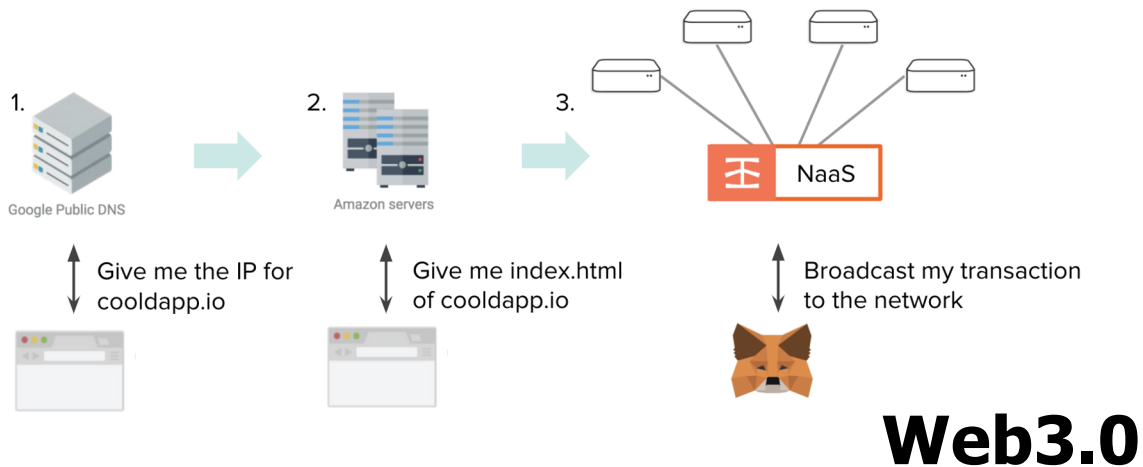 1.
Google Public DNS
Give me the IP for
cooldapp.io
2.
Amazon servers
Give me index.html
of cooldapp.io
3.
NaaS
Broadcast my transaction
to the network
Web3.0